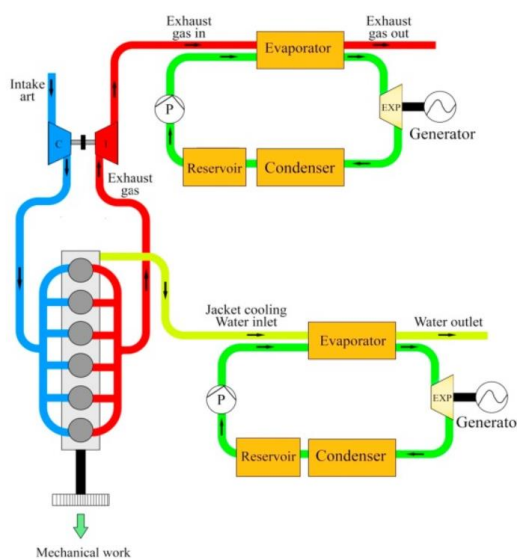 Exhaust
gas in
Exhaust
gas out
Evaporator
Intake
art
P
EXP
Generator
C
T
Exhaust
gas
Reservoir
Condenser
Jacket cooling
Water inlet
Water outlet
Evaporator
P
EXP
Generato
Reservoir
Condenser
Mechanical work